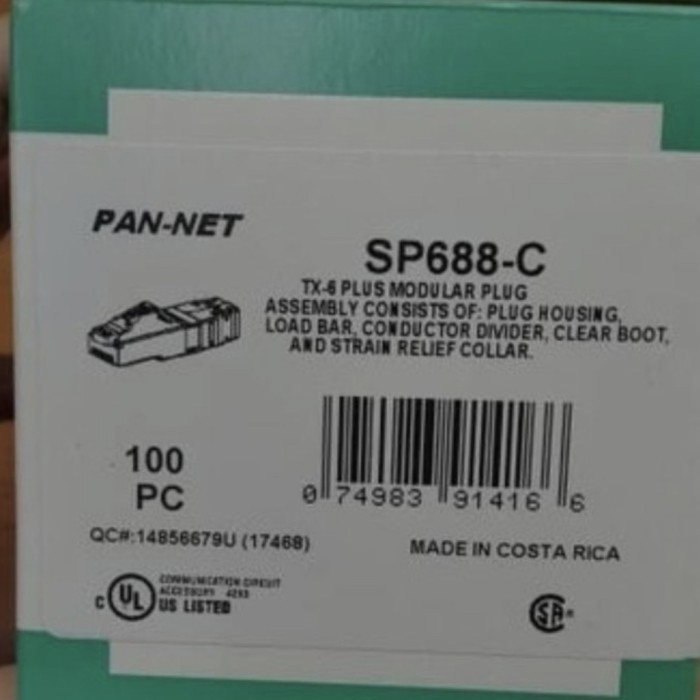 PAN-NET
SP688-C
TX-6 PLUS MODULAR PLUG
ASSEMBLY CONSISTS OF: PLUG HOUSING,
LOAD BAR, CONDUCTOR DIVIDER, CLEAR BOOT,
AND STRAIN RELIEF COLLAR.
100
PC
0 74983 91416 6
QC#:14856679U (17468)
MADE IN COSTA RICA
COMMUNICATION CIRCUIT
ACCESSORY
C UL US LISTED
SA